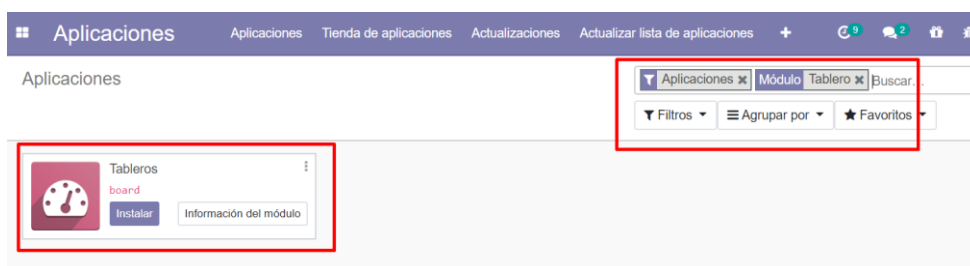 Aplicaciones Aplicaciones Tienda de aplicaciones Actualizaciones Actualizar lista de aplicaciones + 9 2
Aplicaciones
Aplicaciones × Módulo Tablero × Buscar...
Filtros Agrupar por Favoritos
Tableros
board
Instalar Información del módulo